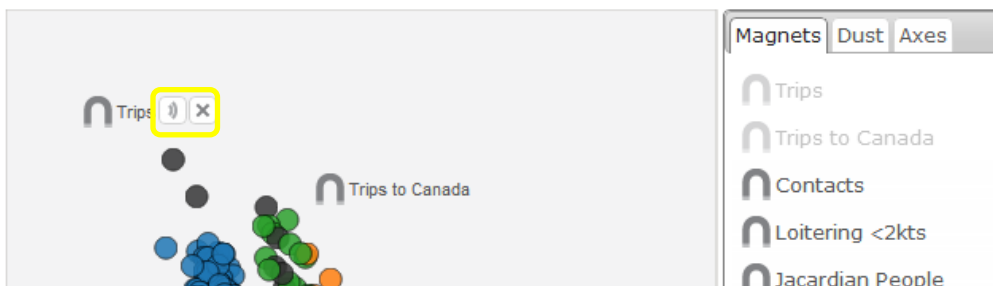 Magnets Dust Axes
Trips
Trips to Canada
Trips
Trips to Canada
Contacts
Loitering <2kts
Jacardian People